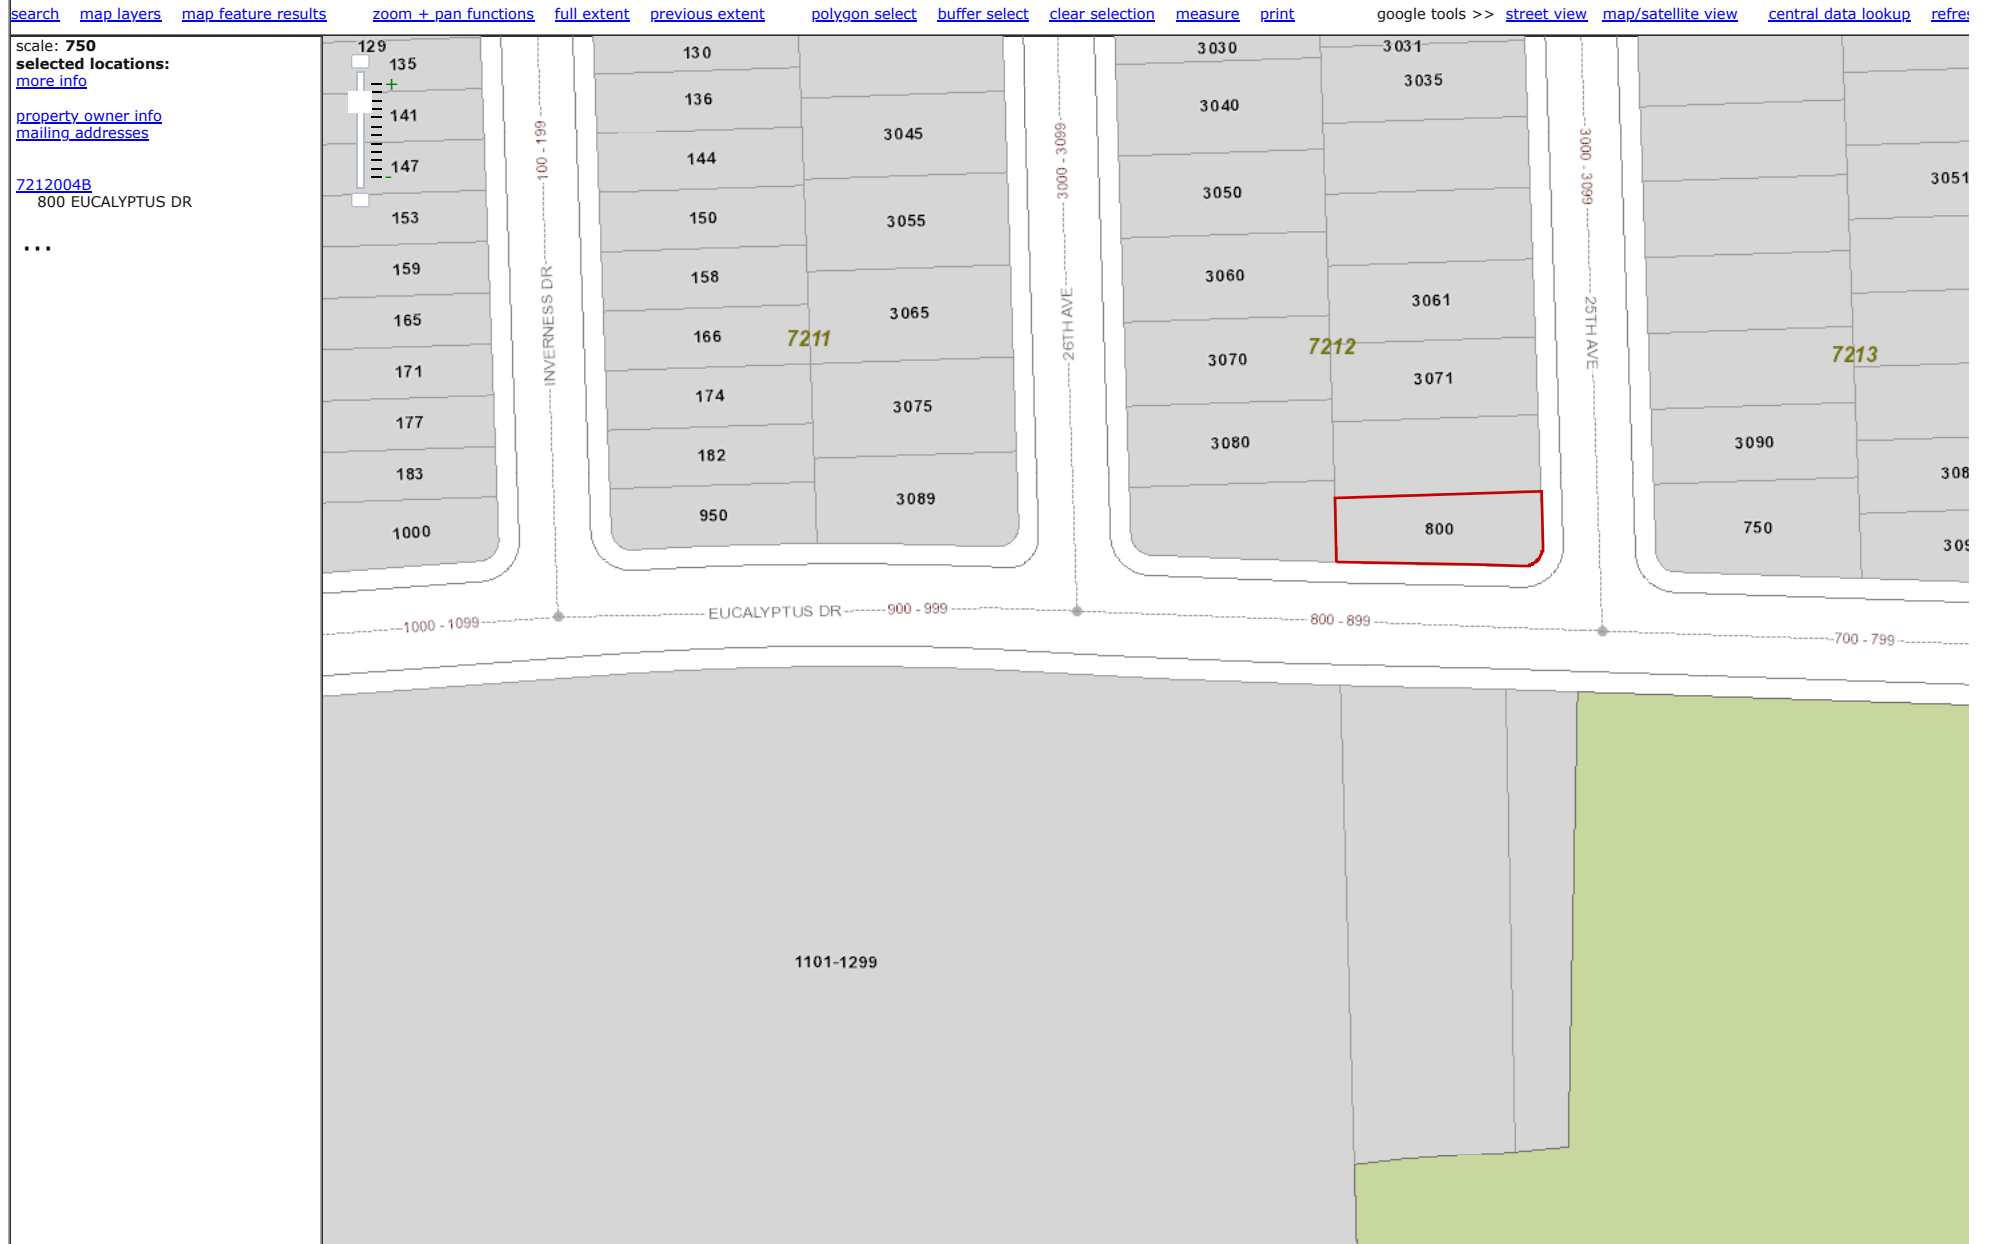 search map layers map feature results zoom + pan functions full extent previous extent polygon select buffer select clear selection measure print google tools >> street view map/satellite view central data lookup
scale: 750
selected locations:
more info
property owner info
mailing addresses
7212004B
800 EUCALYPTUS DR
...
129
135
141
147
153
159
165
171
177
183
1000
+
-
100 - 199
INVERNESS DR
130
136
144
150
158
166
174
182
950
7211
3045
3055
3065
3075
3089
3000 - 3099
26TH AVE
3030
3040
3050
3060
3070
3080
7212
3031
3035
3061
3071
800
3000 - 3099
25TH AVE
3090
750
7213
3051
1000 - 1099
EUCALYPTUS DR
900 - 999
800 - 899
700 - 799
1101-1299